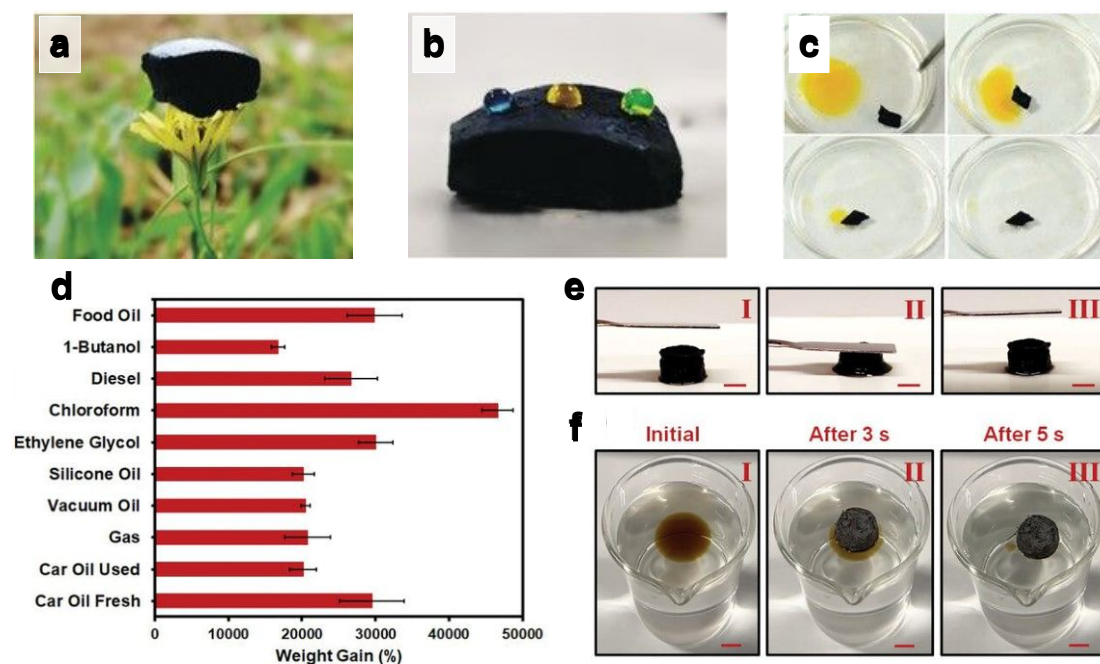 a
b
c
d
Food Oil
1-Butanol
Diesel
Chloroform
Ethylene Glycol
Silicone Oil
Vacuum Oil
Gas
Car Oil Used
Car Oil Fresh
0 10000 20000 30000 40000 50000
Weight Gain (%)
e
I
II
III
f
Initial
After 3 s
After 5 s
I
II
III